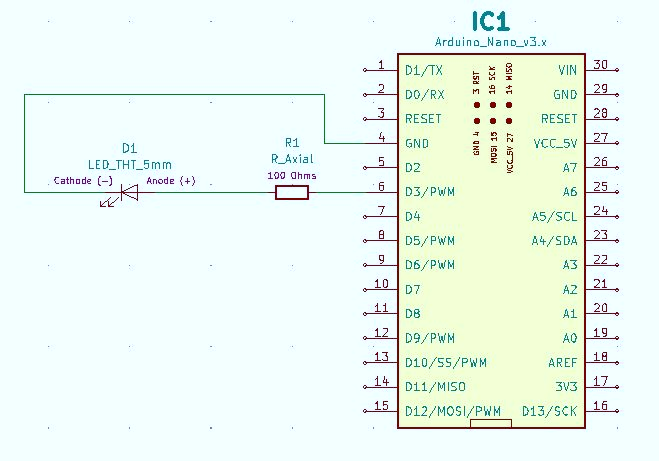 IC1
Arduino_Nano_v3.x
1 D1/TX
2 D0/RX
3 RESET
4 GND
5 D2
6 D3/PWM
7 D4
8 D5/PWM
9 D6/PWM
10 D7
11 D8
12 D9/PWM
13 D10/SS/PWM
14 D11/MISO
15 D12/MOSI/PWM
3 RST
16 SCK
14 MISO
GND 4
MOSI 15
VCC_5V 27
VIN 30
GND 29
RESET 28
VCC_5V 27
A7 26
A6 25
A5/SCL 24
A4/SDA 23
A3 22
A2 21
A1 20
A0 19
AREF 18
3V3 17
D13/SCK 16
D1
LED_THT_5mm
Cathode (-)
Anode (+)
R1
R_Axial
100 Ohms